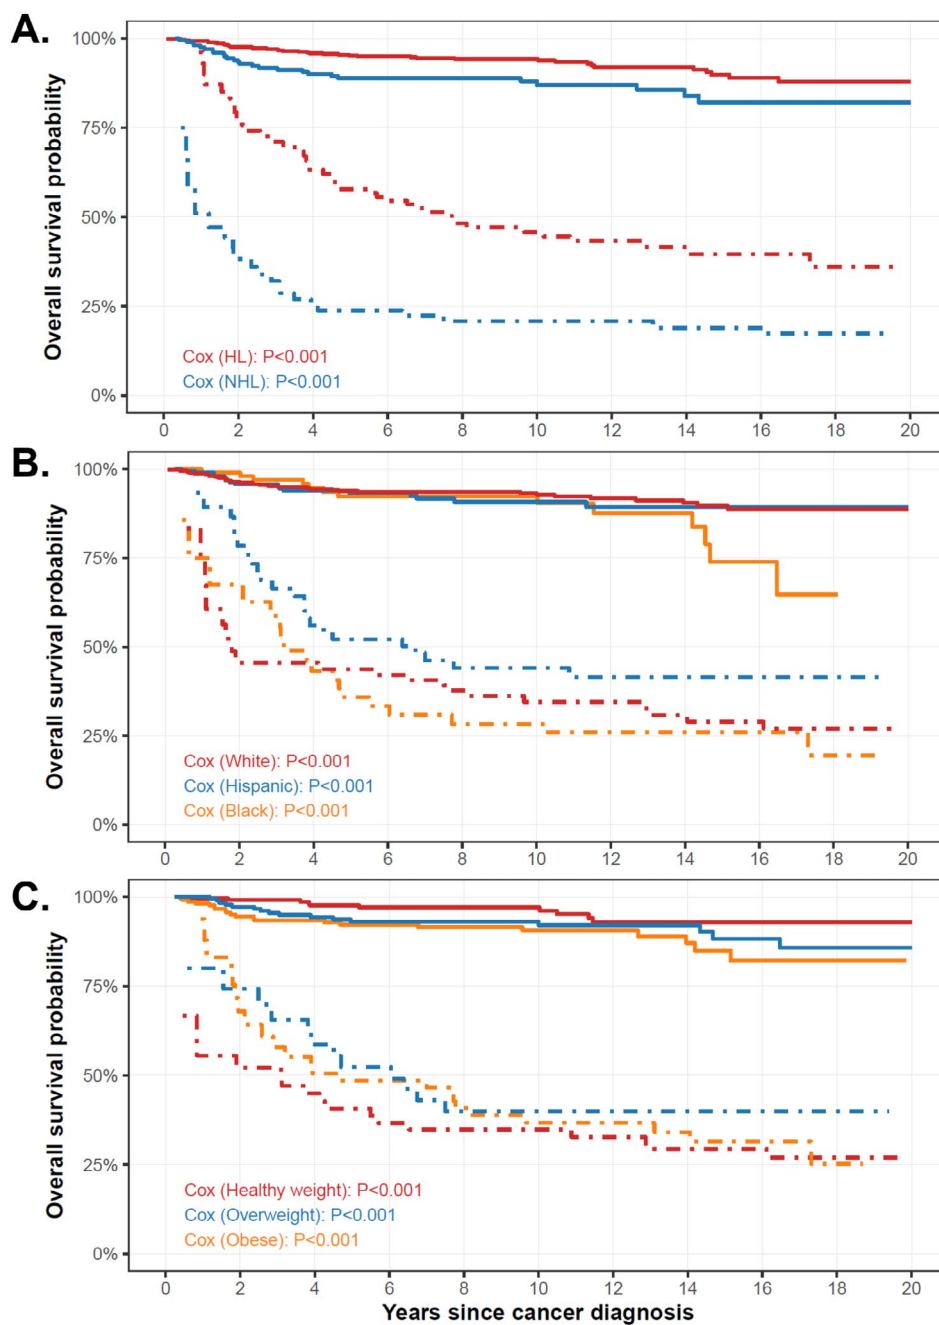 A.
Overall survival probability
100%
75%
50%
25%
0%
Cox (HL): P<0.001
Cox (NHL): P<0.001
0 2 4 6 8 10 12 14 16 18 20
B.
Overall survival probability
100%
75%
50%
25%
0%
Cox (White): P<0.001
Cox (Hispanic): P<0.001
Cox (Black): P<0.001
0 2 4 6 8 10 12 14 16 18 20
C.
Overall survival probability
100%
75%
50%
25%
0%
Cox (Healthy weight): P<0.001
Cox (Overweight): P<0.001
Cox (Obese): P<0.001
0 2 4 6 8 10 12 14 16 18 20
Years since cancer diagnosis